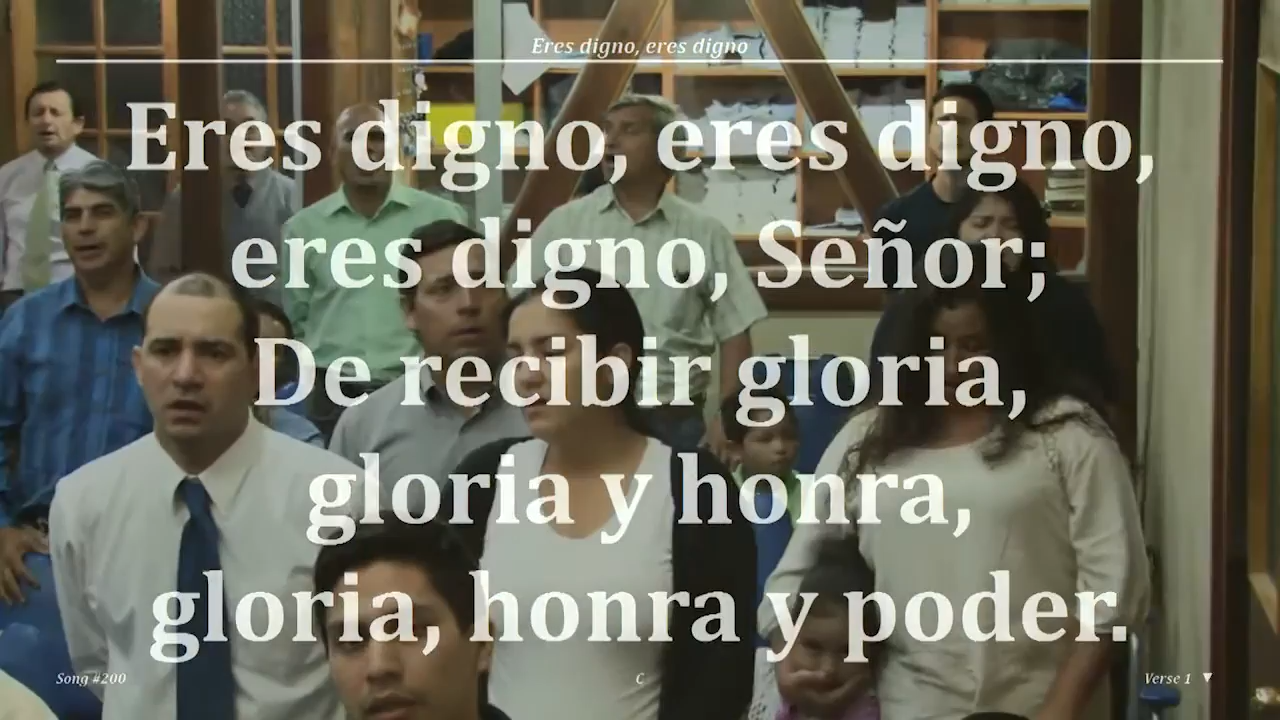 Eres digno, eres digno
Eres digno, eres digno,
eres digno, Señor;
De recibir gloria,
gloria y honra,
gloria, honra y poder.
Song #200
C
Verse 1 ▼